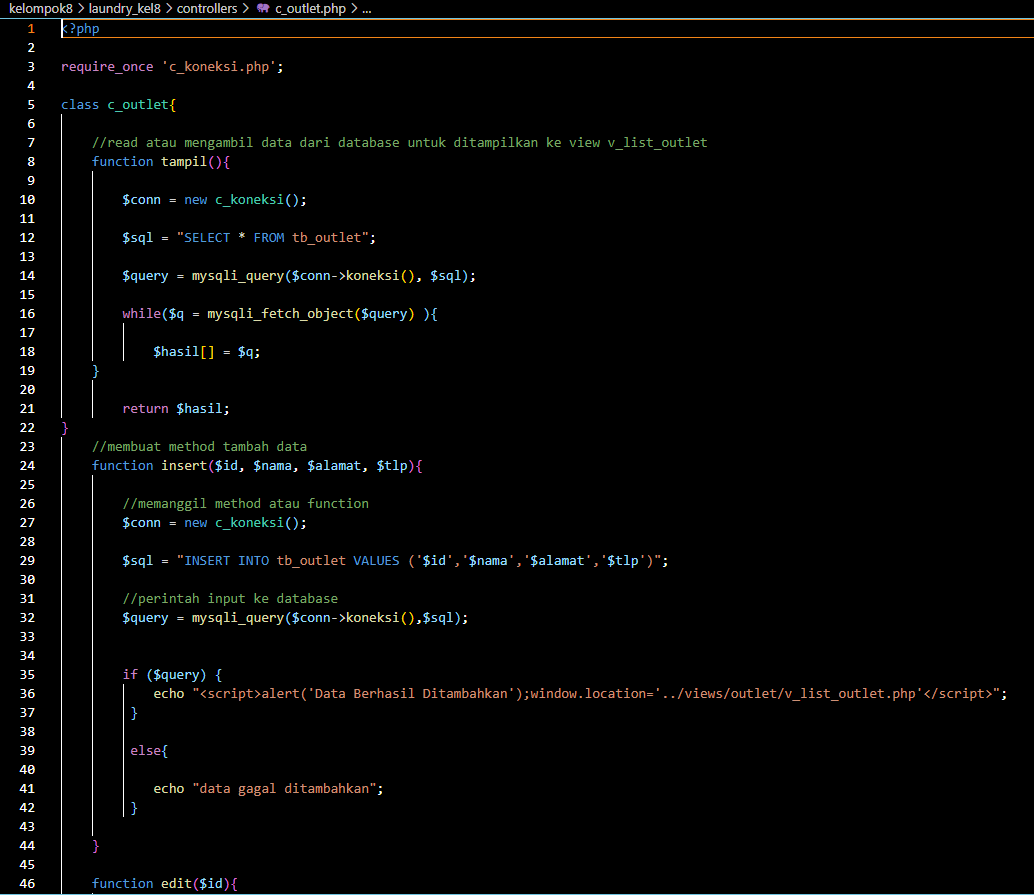 kelompok8 > laundry_kel8 > controllers > c_outlet.php > ...
1 <?php
2
3 require_once 'c_koneksi.php';
4
5 class c_outlet{
6
7 //read atau mengambil data dari database untuk ditampilkan ke view v_list_outlet
8 function tampil(){
9
10 $conn = new c_koneksi();
11
12 $sql = "SELECT * FROM tb_outlet";
13
14 $query = mysqli_query($conn->koneksi(), $sql);
15
16 while($q = mysqli_fetch_object($query) ){
17
18 $hasil[] = $q;
19 }
20
21 return $hasil;
22 }
23 //membuat method tambah data
24 function insert($id, $nama, $alamat, $tlp){
25
26 //memanggil method atau function
27 $conn = new c_koneksi();
28
29 $sql = "INSERT INTO tb_outlet VALUES ('$id','$nama','$alamat','$tlp')";
30
31 //perintah input ke database
32 $query = mysqli_query($conn->koneksi(),$sql);
33
34
35 if ($query) {
36 echo "<script>alert('Data Berhasil Ditambahkan');window.location='../views/outlet/v_list_outlet.php'</script>";
37 }
38
39 else{
40
41 echo "data gagal ditambahkan";
42 }
43
44 }
45
46 function edit($id){